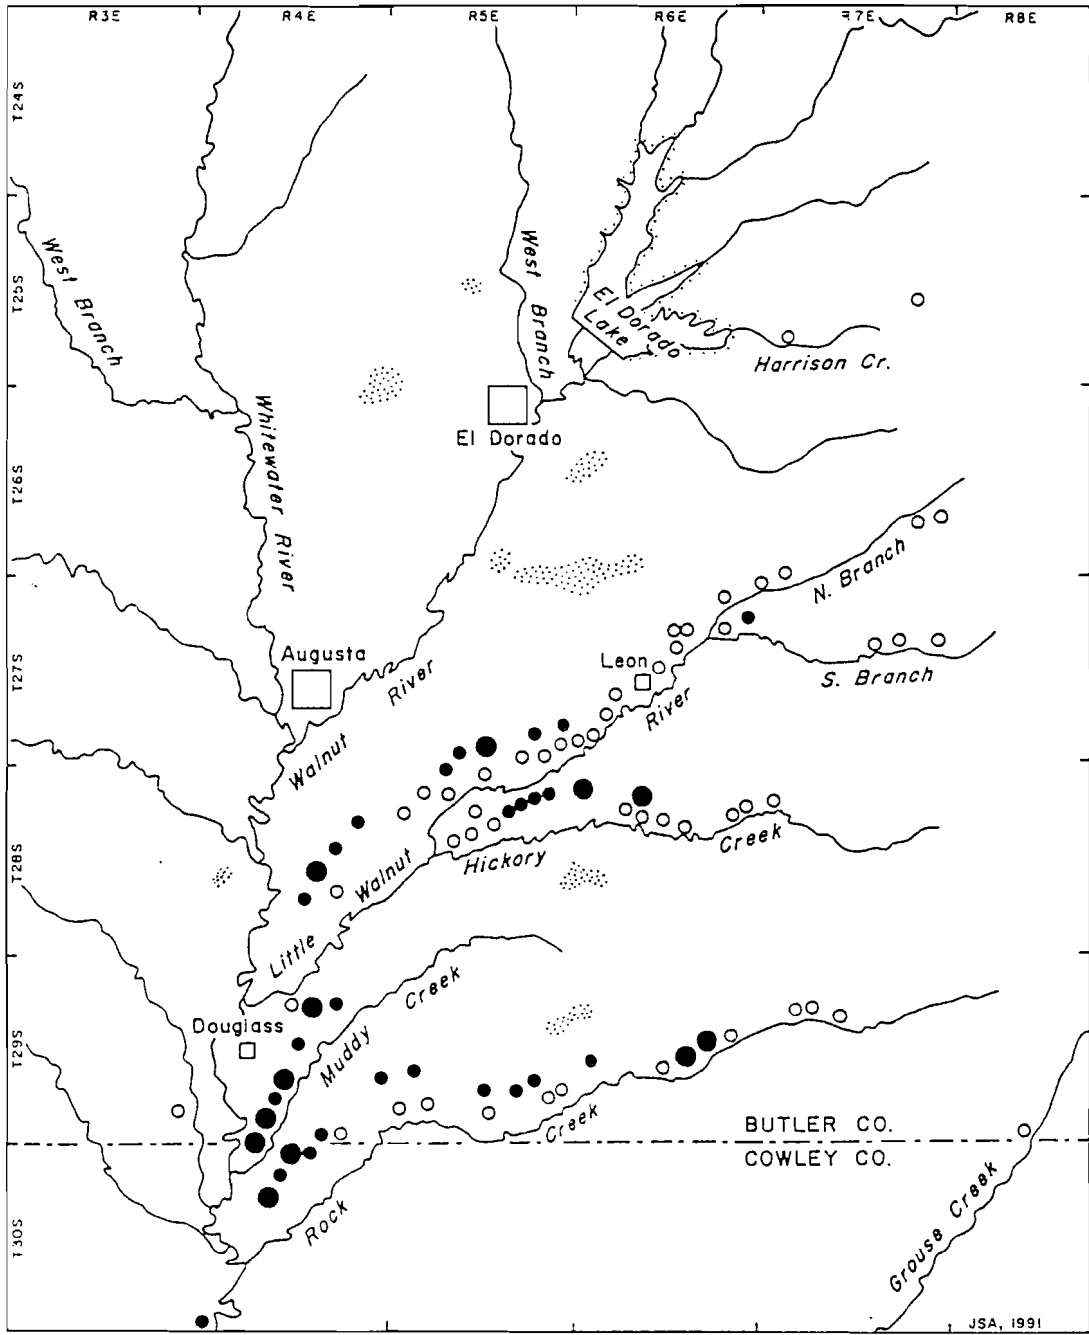 R3E
R4E
R5E
R6E
R7E
R8E
T24S
T25S
T26S
T27S
T28S
T29S
T30S
West Branch
West
Branch
El Dorado
Lake
Harrison Cr.
Whitewater River
El Dorado
N. Branch
S. Branch
Augusta
River
Leon
River
Walnut
Walnut
Hickory
Creek
Little
Creek
Douglass
Muddy
Creek
BUTLER CO.
COWLEY CO.
Rock
Grouse Creek
JSA, 1991